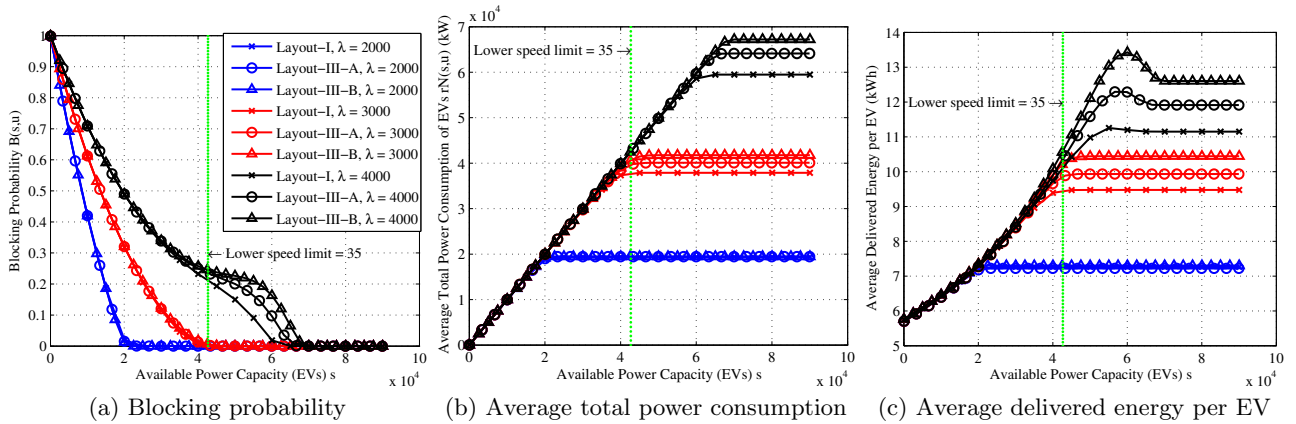 1
0.9
0.8
0.7
0.6
0.5
0.4
0.3
0.2
0.1
0
Blocking Probability B(s,u)
Layout−I, λ = 2000
Layout−III−A, λ = 2000
Layout−III−B, λ = 2000
Layout−I, λ = 3000
Layout−III−A, λ = 3000
Layout−III−B, λ = 3000
Layout−I, λ = 4000
Layout−III−A, λ = 4000
Layout−III−B, λ = 4000
← Lower speed limit = 35
0 2 4 6 8 10
Available Power Capacity (EVs) s
x 10^4
(a) Blocking probability
x 10^4
7
6
5
4
3
2
1
0
Average Total Power Consumption
of EVs rN(s,u) (kW)
Lower speed limit = 35 →
0 2 4 6 8 10
Available Power Capacity (EVs) s
x 10^4
(b) Average total power consumption
14
13
12
11
10
9
8
7
6
5
Average Delivered Energy per EV (kWh)
Lower speed limit = 35 →
0 2 4 6 8 10
Available Power Capacity (EVs) s
x 10^4
(c) Average delivered energy per EV